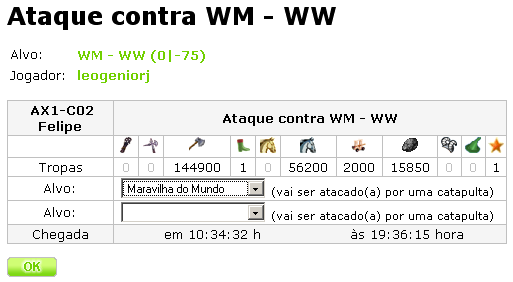 Ataque contra WM - WW
Alvo: WM - WW (0|-75)
Jogador: leogeniorj
AX1-C02 Felipe Ataque contra WM - WW
Tropas 0 0 144900 1 0 56200 2000 15850 0 0 1
Alvo: Maravilha do Mundo (vai ser atacado(a) por uma catapulta)
Alvo: (vai ser atacado(a) por uma catapulta)
Chegada em 10:34:32 h às 19:36:15 hora
OK